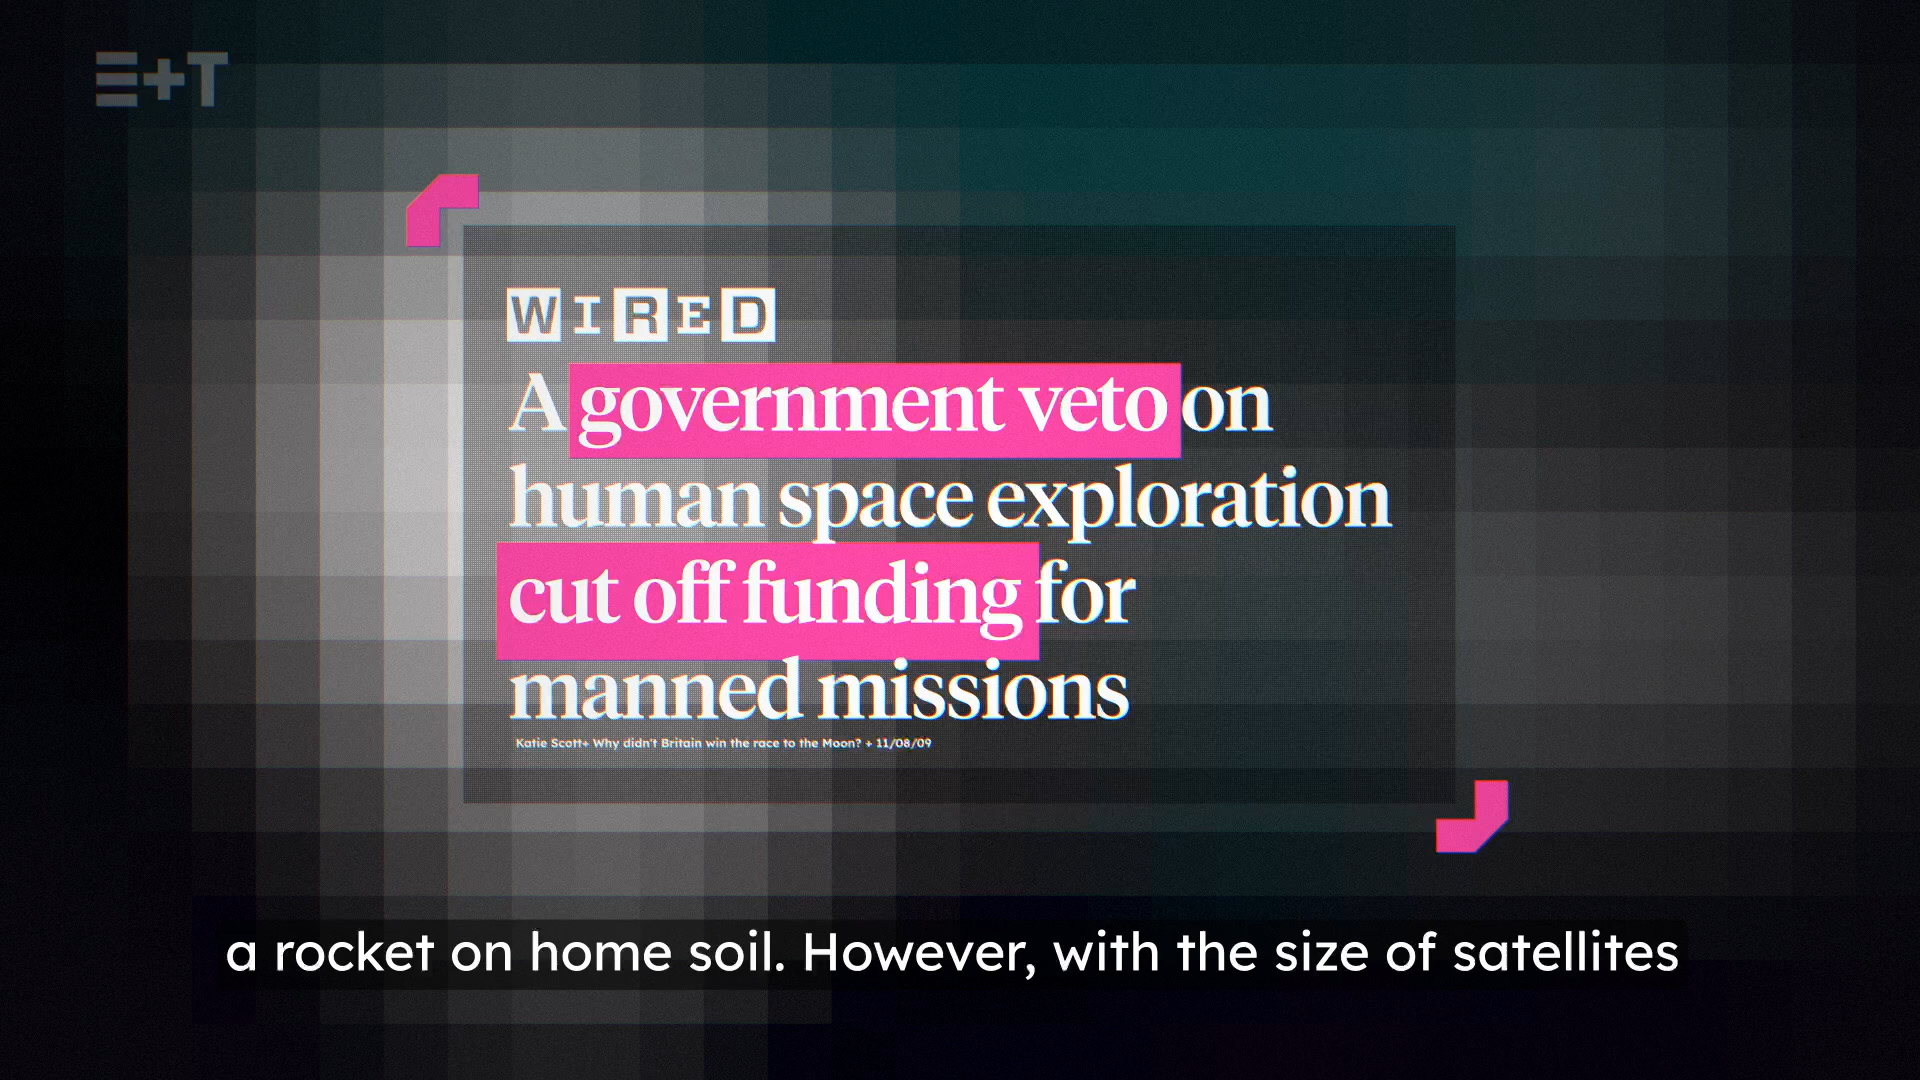 E+T
WIRED
A government veto on
human space exploration
cut off funding for
manned missions
Katie Scott+ Why didn't Britain win the race to the Moon? + 11/08/09
a rocket on home soil. However, with the size of satellites